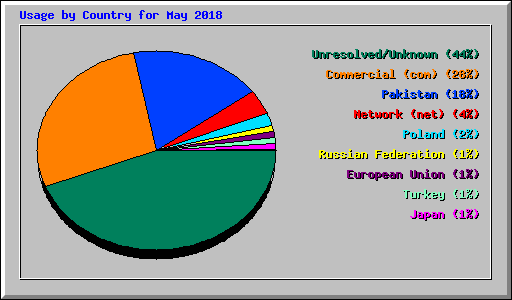 Usage by Country for May 2018
Unresolved/Unknown (44%)
Commercial (com) (28%)
Pakistan (18%)
Network (net) (4%)
Poland (2%)
Russian Federation (1%)
European Union (1%)
Turkey (1%)
Japan (1%)